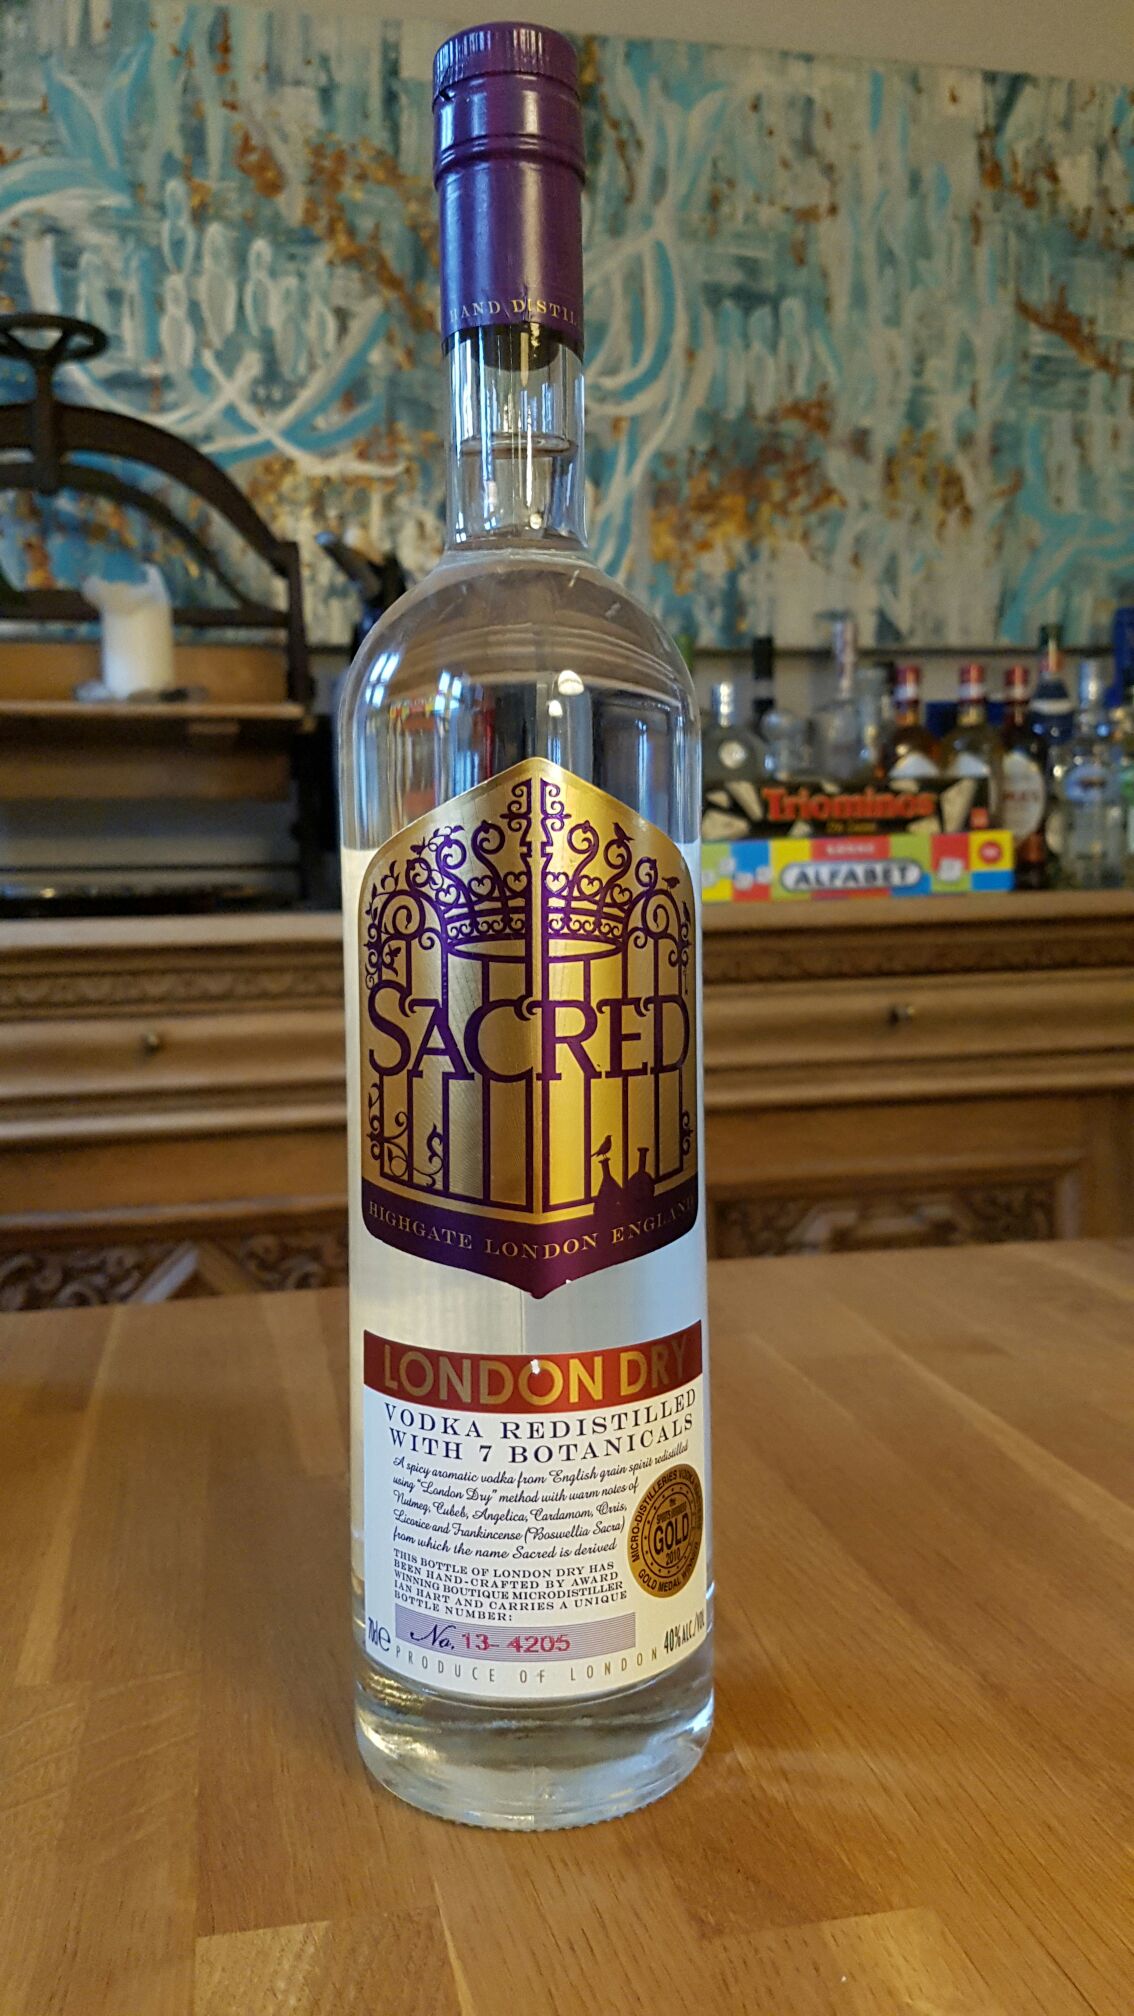 HAND DISTIL
Triominos
ALFABET
SACRED
HIGHGATE LONDON ENGLAND
LONDON DRY
VODKA REDISTILLED
WITH 7 BOTANICALS
A spicy aromatic vodka from English grain spirit redistilled
using "London Dry" method with warm notes of
Nutmeg, Cubeb, Angelica, Cardamom, Orris,
Licorice and Frankincense (Boswellia Sacra)
from which the name Sacred is derived
MICRO-DISTILLERIES VODKA
GOLD
2010
GOLD MEDAL WINNER
THIS BOTTLE OF LONDON DRY HAS
BEEN HAND-CRAFTED BY AWARD
WINNING BOUTIQUE MICRODISTILLER
IAN HART AND CARRIES A UNIQUE
BOTTLE NUMBER:
No. 13-4205
70cl e
PRODUCE OF LONDON
40% ALC./VOL